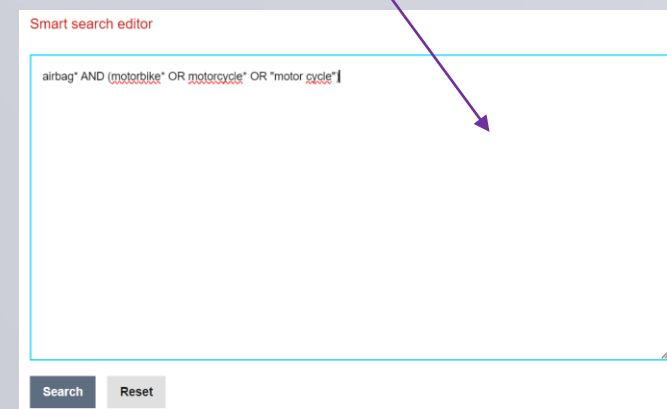 Smart search editor
airbag* AND (motorbike* OR motorcycle* OR "motor cycle")
Search
Reset